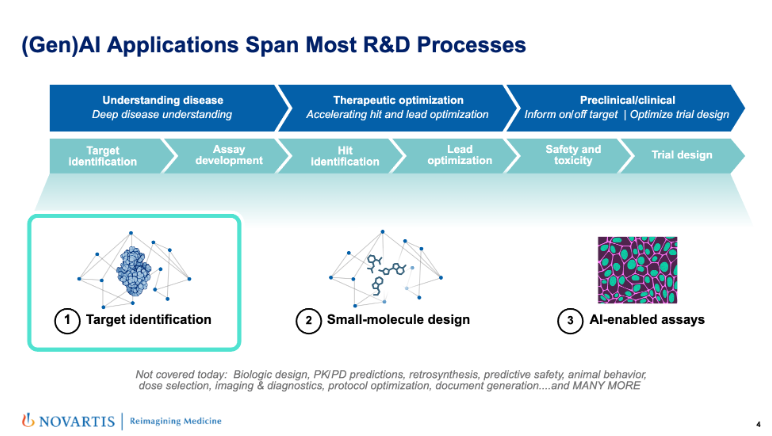 (Gen)AI Applications Span Most R&D Processes
Understanding disease
Deep disease understanding
Therapeutic optimization
Accelerating hit and lead optimization
Preclinical/clinical
Inform on/off target | Optimize trial design
Target
identification
Assay
development
Hit
identification
Lead
optimization
Safety and
toxicity
Trial design
1 Target identification
2 Small-molecule design
3 AI-enabled assays
Not covered today: Biologic design, PK/PD predictions, retrosynthesis, predictive safety, animal behavior,
dose selection, imaging & diagnostics, protocol optimization, document generation....and MANY MORE
NOVARTIS | Reimagining Medicine
4